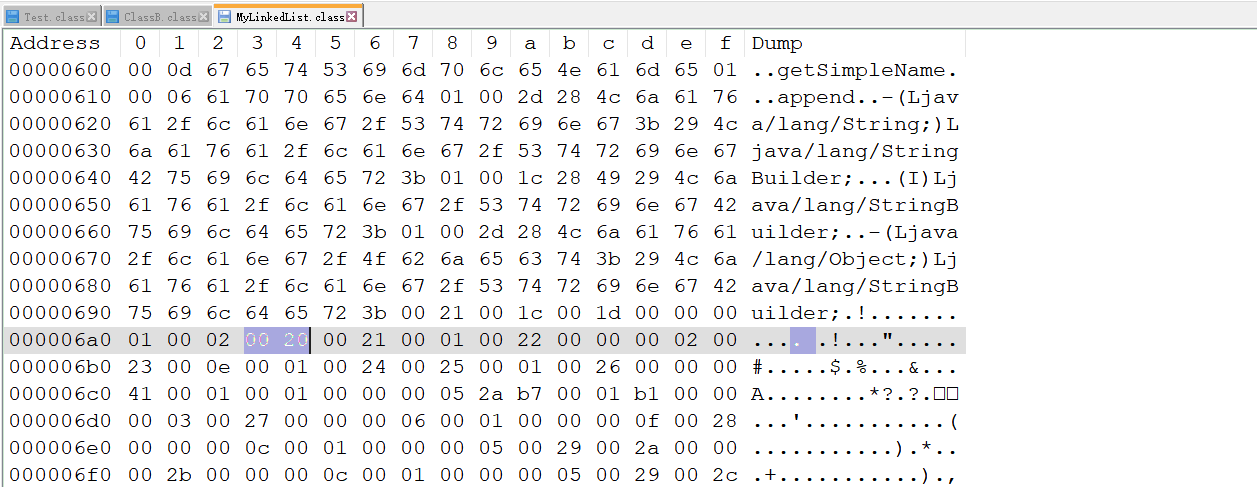 Test.class ClassB.class MyLinkedList.class
Address 0 1 2 3 4 5 6 7 8 9 a b c d e f Dump
00000600 00 0d 67 65 74 53 69 6d 70 6c 65 4e 61 6d 65 01 ..getSimpleName.
00000610 00 06 61 70 70 65 6e 64 01 00 2d 28 4c 6a 61 76 ..append..-(Ljav
00000620 61 2f 6c 61 6e 67 2f 53 74 72 69 6e 67 3b 29 4c a/lang/String;)L
00000630 6a 61 76 61 2f 6c 61 6e 67 2f 53 74 72 69 6e 67 java/lang/String
00000640 42 75 69 6c 64 65 72 3b 01 00 1c 28 49 29 4c 6a Builder;...(I)Lj
00000650 61 76 61 2f 6c 61 6e 67 2f 53 74 72 69 6e 67 42 ava/lang/StringB
00000660 75 69 6c 64 65 72 3b 01 00 2d 28 4c 6a 61 76 61 uilder;..-(Ljava
00000670 2f 6c 61 6e 67 2f 4f 62 6a 65 63 74 3b 29 4c 6a /lang/Object;)Lj
00000680 61 76 61 2f 6c 61 6e 67 2f 53 74 72 69 6e 67 42 ava/lang/StringB
00000690 75 69 6c 64 65 72 3b 00 21 00 1c 00 1d 00 00 00 uilder;.!.......
000006a0 01 00 02 00 20 00 21 00 01 00 22 00 00 00 02 00 .... .!...".....
000006b0 23 00 0e 00 01 00 24 00 25 00 01 00 26 00 00 00 #.....$.%...&...
000006c0 41 00 01 00 01 00 00 00 05 2a b7 00 01 b1 00 00 A........*?.?.□□
000006d0 00 03 00 27 00 00 00 06 00 01 00 00 00 0f 00 28 ...'...........(
000006e0 00 00 00 0c 00 01 00 00 00 05 00 29 00 2a 00 00 ...........).*..
000006f0 00 2b 00 00 00 0c 00 01 00 00 00 05 00 29 00 2c .+...........).,